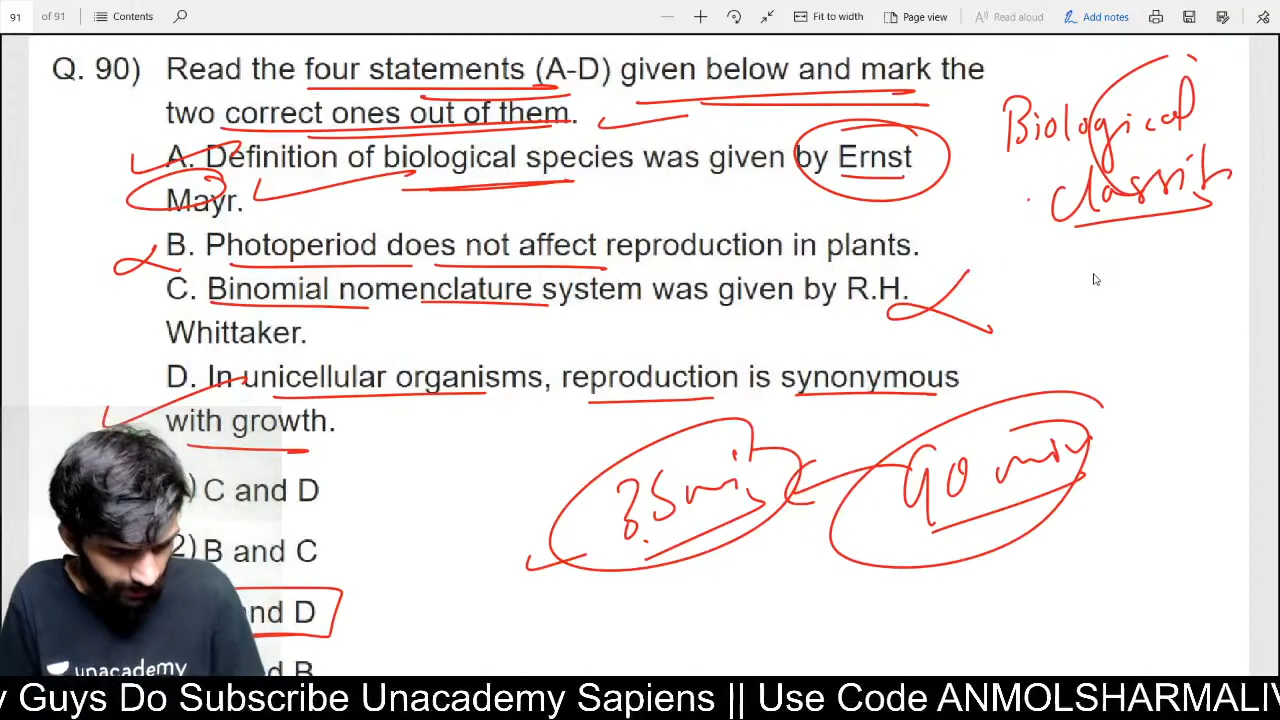 91 of 91 Contents Fit to width Page view Read aloud Add notes
Q. 90) Read the four statements (A-D) given below and mark the
two correct ones out of them.
A. Definition of biological species was given by Ernst
Mayr.
B. Photoperiod does not affect reproduction in plants.
C. Binomial nomenclature system was given by R.H.
Whittaker.
D. In unicellular organisms, reproduction is synonymous
with growth.
) C and D
2) B and C
nd D
d B
Biological
90 min
unacademy
y Guys Do Subscribe Unacademy Sapiens || Use Code ANMOLSHARMALIV